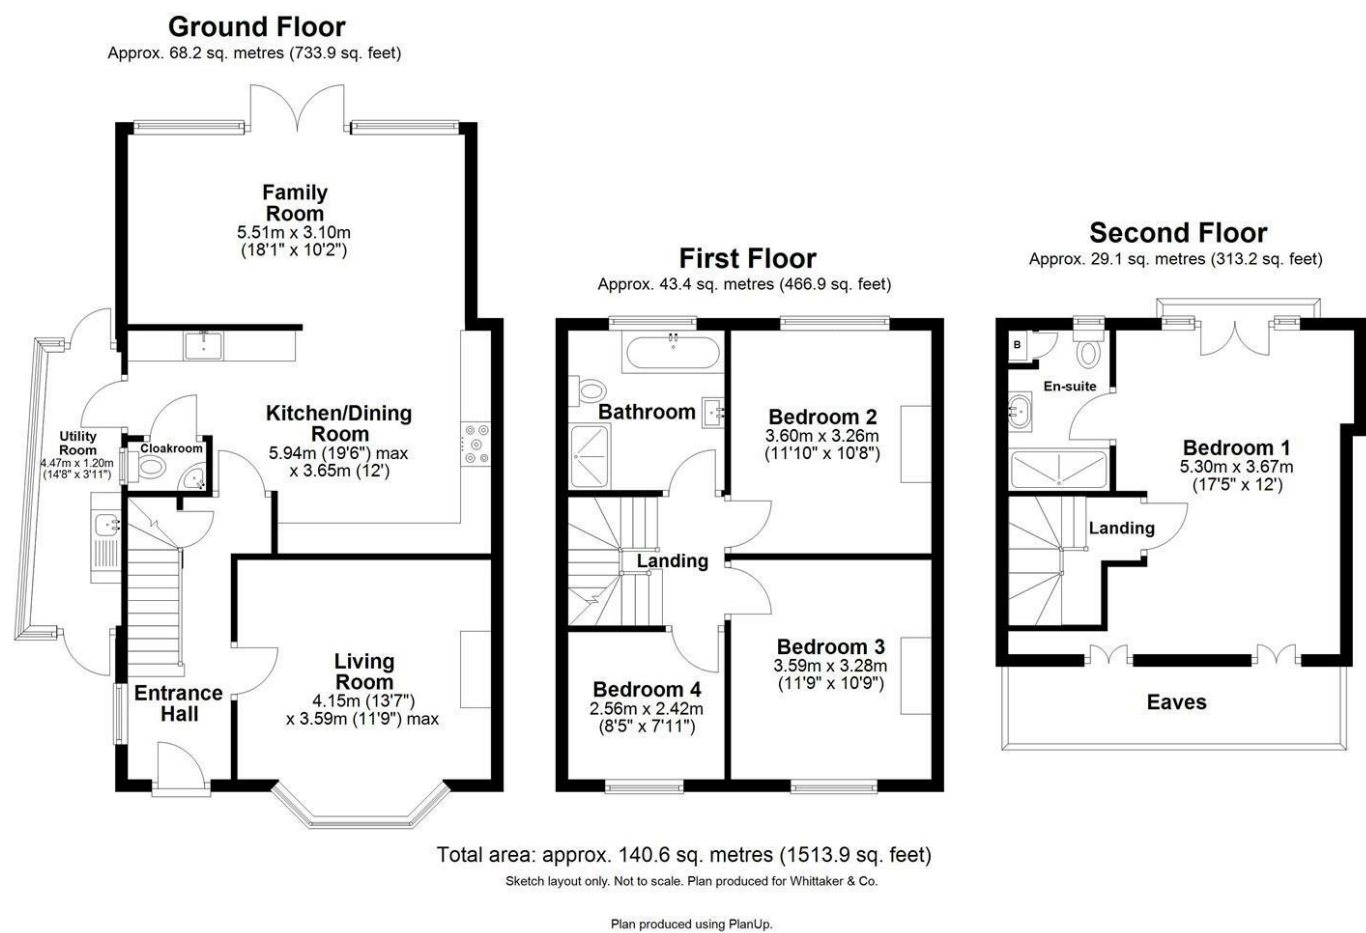 Ground Floor
Approx. 68.2 sq. metres (733.9 sq. feet)
Family
Room
5.51m x 3.10m
(18'1" x 10'2")
Kitchen/Dining
Room
5.94m (19'6") max
x 3.65m (12')
Utility
Room
4.47m x 1.20m
(14'8" x 3'11")
Cloakroom
Living
Room
4.15m (13'7")
x 3.59m (11'9") max
Entrance
Hall
First Floor
Approx. 43.4 sq. metres (466.9 sq. feet)
Bathroom
Bedroom 2
3.60m x 3.26m
(11'10" x 10'8")
Landing
Bedroom 3
3.59m x 3.28m
(11'9" x 10'9")
Bedroom 4
2.56m x 2.42m
(8'5" x 7'11")
Second Floor
Approx. 29.1 sq. metres (313.2 sq. feet)
B
En-suite
Bedroom 1
5.30m x 3.67m
(17'5" x 12')
Landing
Eaves
Total area: approx. 140.6 sq. metres (1513.9 sq. feet)
Sketch layout only. Not to scale. Plan produced for Whittaker & Co.
Plan produced using PlanUp.